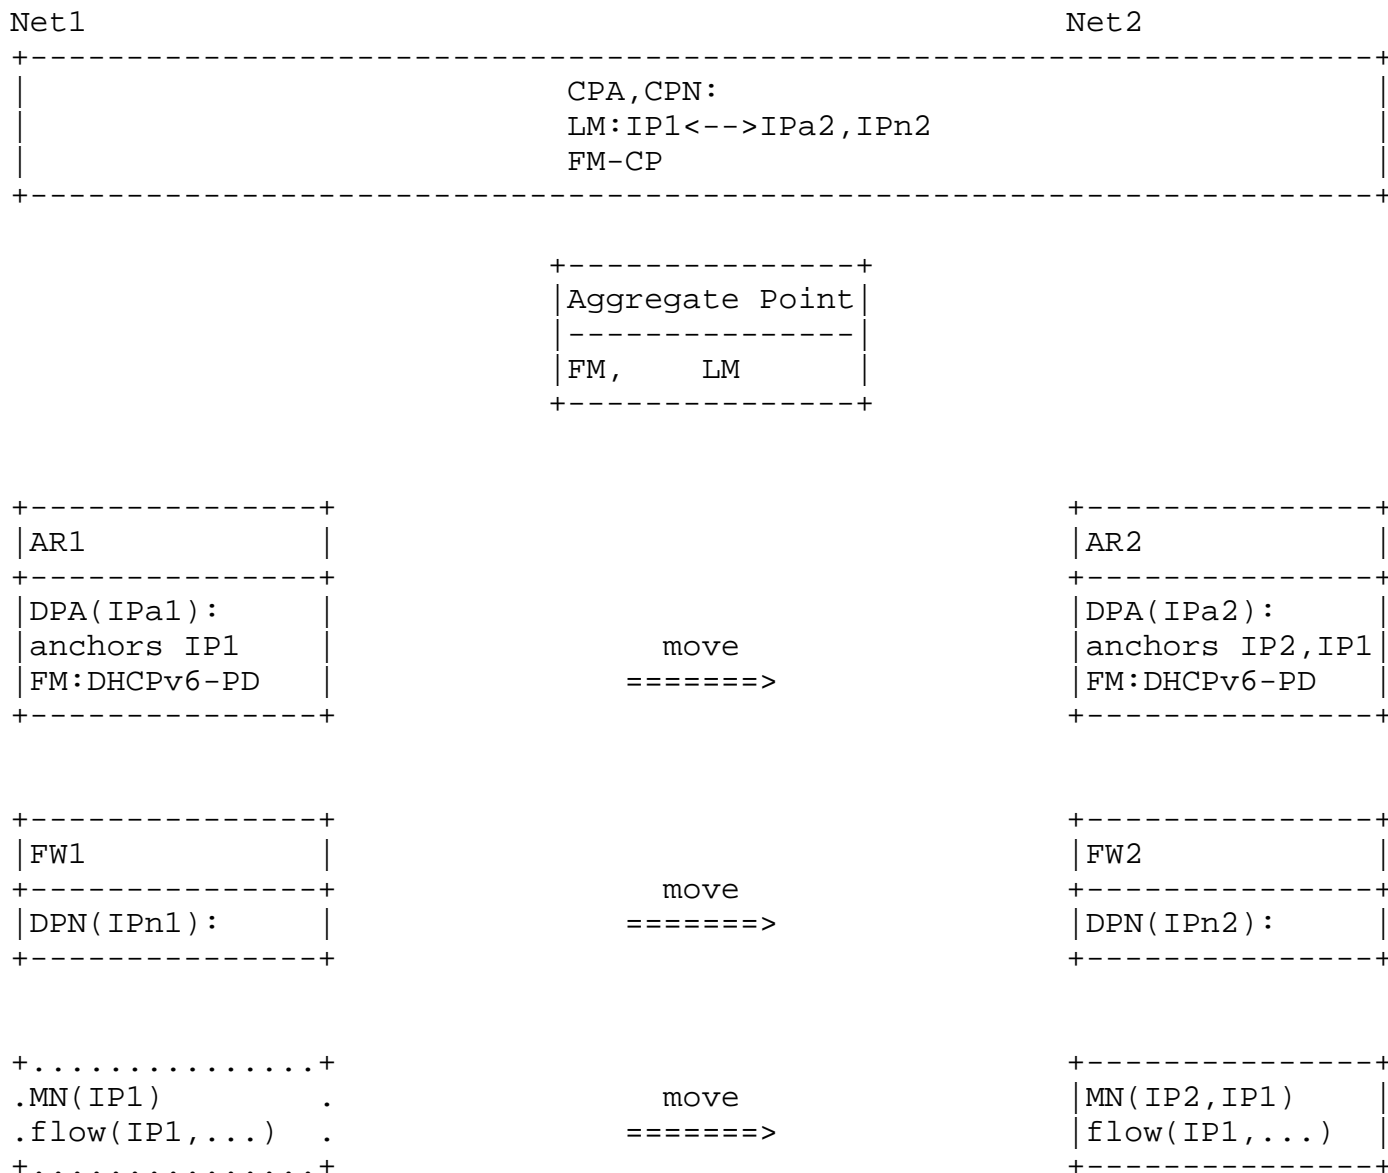 Net1 Net2
CPA,CPN:
LM:IP1<-->IPa2,IPn2
FM-CP
Aggregate Point
FM, LM
AR1 AR2
DPA(IPa1): DPA(IPa2):
anchors IP1 move anchors IP2,IP1
FM:DHCPv6-PD =======> FM:DHCPv6-PD
FW1 FW2
move
DPN(IPn1): =======> DPN(IPn2):
MN(IP1) move MN(IP2,IP1)
flow(IP1,...) =======> flow(IP1,...)